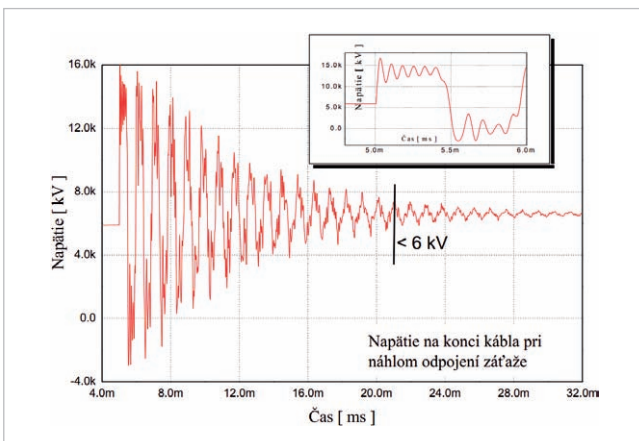 Napätie [ kV ]
16.0k
12.0k
8.0k
4.0k
0.0
-4.0k
4.0m
8.0m
12.0m
16.0m
20.0m
24.0m
28.0m
32.0m
Čas [ ms ]
Napätie [ kV ]
15.0k
10.0k
5.0k
0.0
Čas [ ms ]
5.0m
5.5m
6.0m
< 6 kV
Napätie na konci kábla pri
náhlom odpojení záťaže